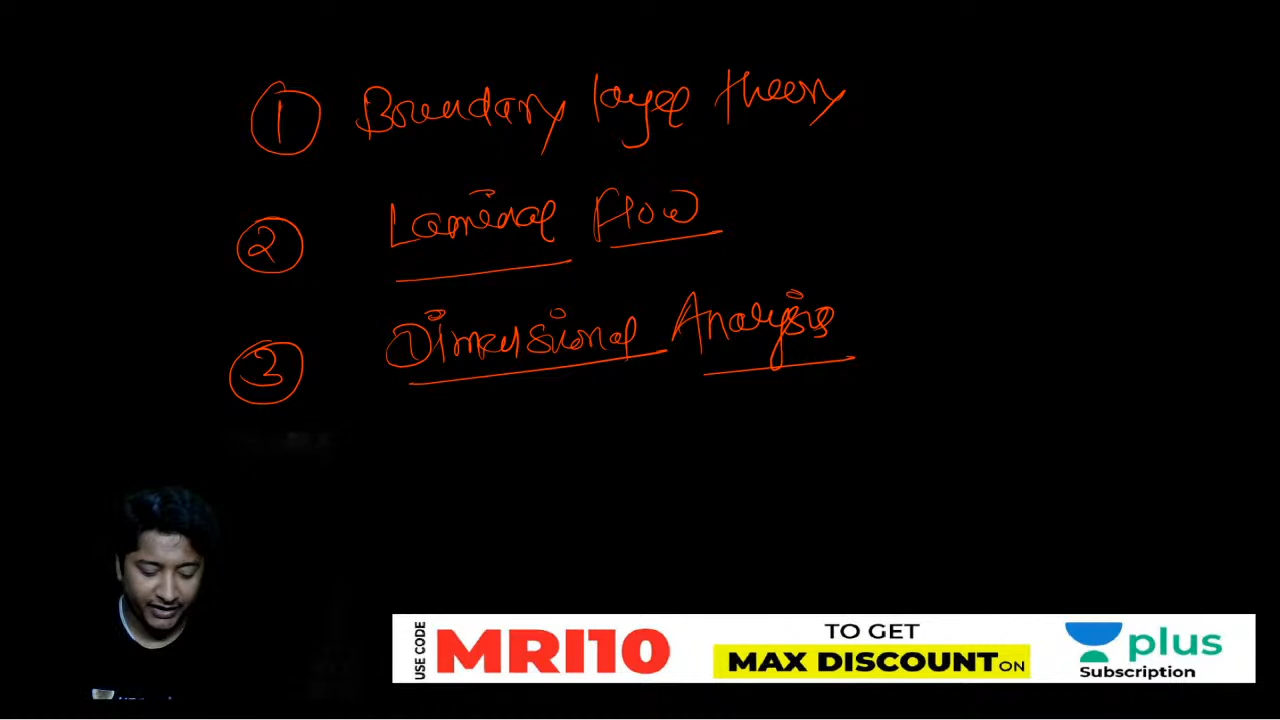 ① Boundary layer theory
② Laminar flow
③ Dimensional Analysis
USE CODE MRI10 TO GET MAX DISCOUNT ON plus Subscription